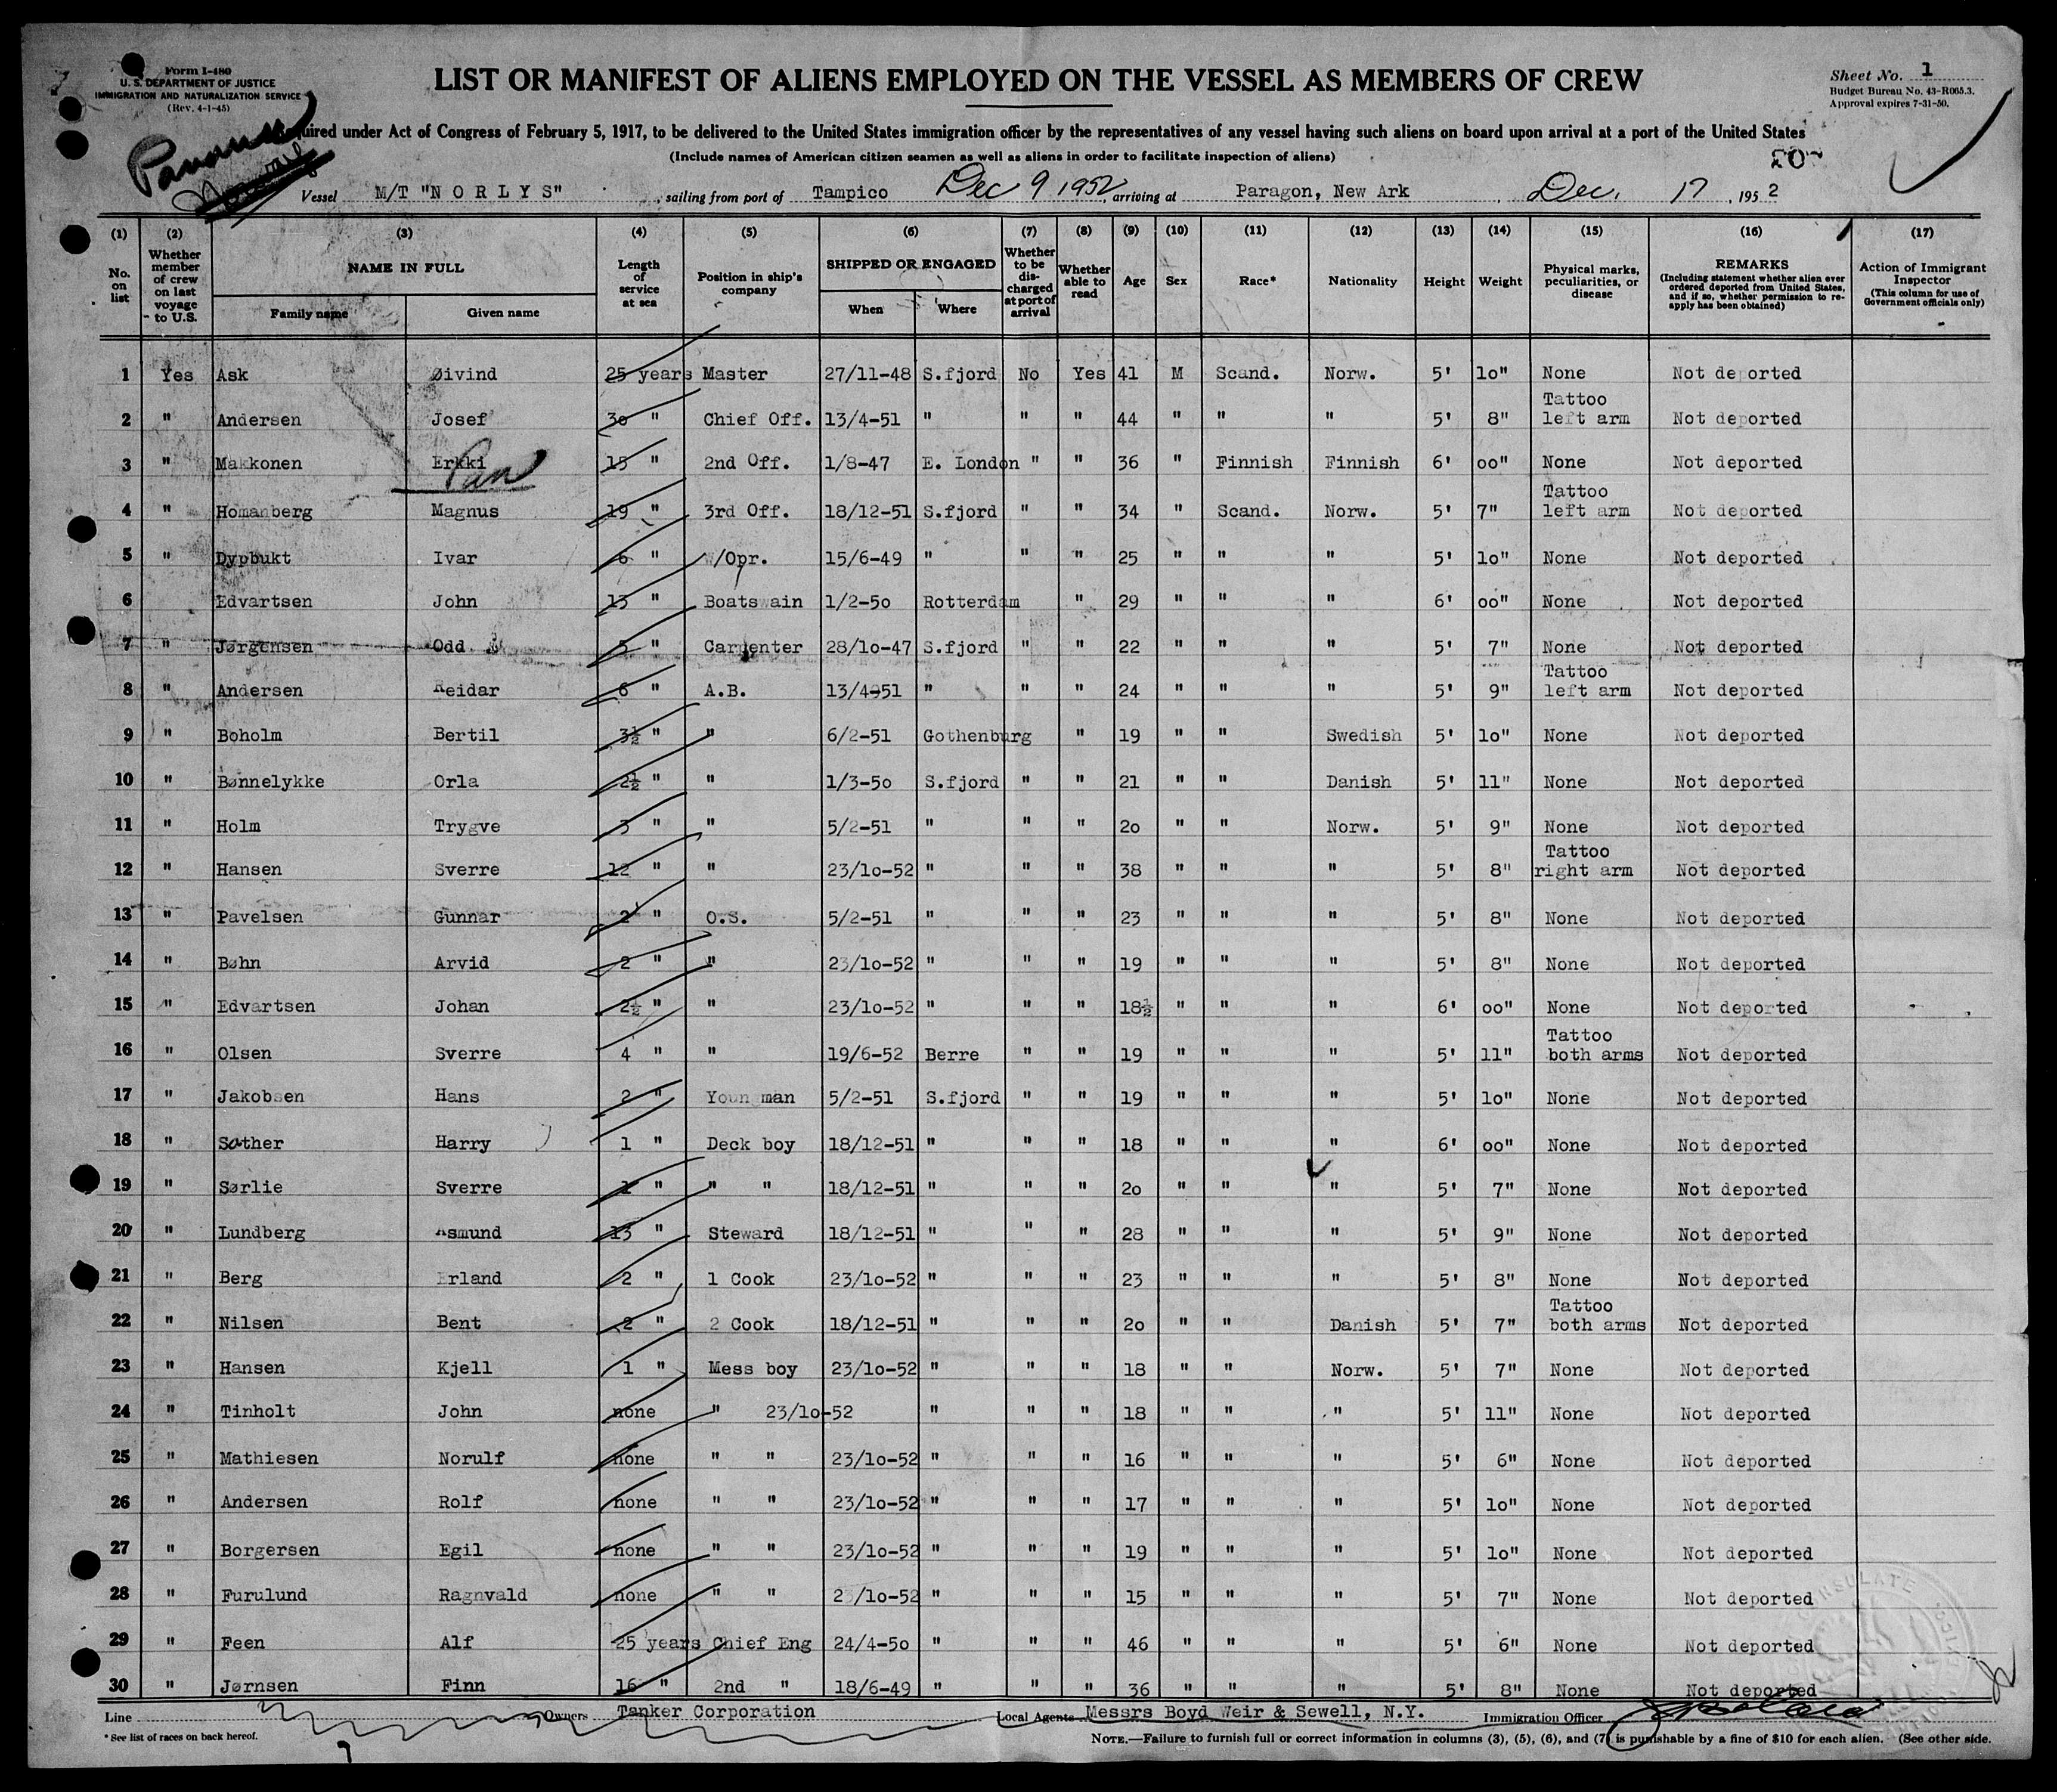 Form I-480
U. S. DEPARTMENT OF JUSTICE
IMMIGRATION AND NATURALIZATION SERVICE
(Rev. 4-1-45)
LIST OR MANIFEST OF ALIENS EMPLOYED ON THE VESSEL AS MEMBERS OF CREW
Sheet No. 1
Budget Bureau No. 43-R065.3.
Approval expires 7-31-50.
Required under Act of Congress of February 5, 1917, to be delivered to the United States immigration officer by the representatives of any vessel having such aliens on board upon arrival at a port of the United States
(Include names of American citizen seamen as well as aliens in order to facilitate inspection of aliens)
Vessel M/T "N O R L Y S" , sailing from port of Tampico Dec 9 1952, arriving at Paragon, New Ark , Dec. 17 , 1952
(1) (2) (3) (4) (5) (6) (7) (8) (9) (10) (11) (12) (13) (14) (15) (16) (17)
No. on list
Whether member of crew on last voyage to U.S.
NAME IN FULL
Family name
Given name
Length of service at sea
Position in ship's company
SHIPPED OR ENGAGED
When
Where
Whether to be discharged at port of arrival
Whether able to read
Age
Sex
Race*
Nationality
Height
Weight
Physical marks, peculiarities, or disease
REMARKS
(Including statement whether alien ever ordered deported from United States, and if so, whether permission to re-apply has been obtained)
Action of Immigrant Inspector
(This column for use of Government officials only)
1 Yes Ask Øivind 25 years Master 27/11-48 S.fjord No Yes 41 M Scand. Norw. 5' 1o" None Not deported
2 " Andersen Josef 3o " Chief Off. 13/4-51 " " " 44 " " " 5' 8" Tattoo left arm Not deported
3 " Makkonen Erkki 15 " 2nd Off. 1/8-47 E. London " " 36 " Finnish Finnish 6' oo" None Not deported
Pan
4 " Homanberg Magnus 19 " 3rd Off. 18/12-51 S.fjord " " 34 " Scand. Norw. 5' 7" Tattoo left arm Not deported
5 " Dypbukt Ivar 6 " W/Opr. 15/6-49 " " " 25 " " " 5' 1o" None Not deported
6 Edvartsen John 13 " Boatswain 1/2-5o Rotterdam " 29 " " " 6' oo" None Not deported
7 " Jørgensen Odd 5 " Carpenter 28/1o-47 S.fjord " " 22 " " " 5' 7" None Not deported
8 " Andersen Reidar 6 " A.B. 13/4-51 " " " 24 " " " 5' 9" Tattoo left arm Not deported
9 " Boholm Bertil 3½ " " 6/2-51 Gothenburg " 19 " " Swedish 5' 1o" None Not deported
10 " Bønnelykke Orla 2½ " " 1/3-5o S.fjord " " 21 " " Danish 5' 11" None Not deported
11 " Holm Trygve 3 " " 5/2-51 " " " 2o " " Norw. 5' 9" None Not deported
12 " Hansen Sverre 12 " " 23/1o-52 " " " 38 " " " 5' 8" Tattoo right arm Not deported
13 " Pavelsen Gunnar 2 " O.S. 5/2-51 " " " 23 " " " 5' 8" None Not deported
14 " Bøhn Arvid 2 " " 23/1o-52 " " " 19 " " " 5' 8" None Not deported
15 " Edvartsen Johan 2½ " " 23/1o-52 " " " 18½ " " " 6' oo" None Not deported
16 " Olsen Sverre 4 " " 19/6-52 Berre " " 19 " " " 5' 11" Tattoo both arms Not deported
17 " Jakobsen Hans 2 " Young man 5/2-51 S.fjord " " 19 " " " 5' 1o" None Not deported
18 " Sather Harry 1 " Deck boy 18/12-51 " " " 18 " " " 6' oo" None Not deported
19 " Sørlie Sverre 1 " " " 18/12-51 " " " 2o " " " 5' 7" None Not deported
20 " Lundberg Asmund 13 " Steward 18/12-51 " " " 28 " " " 5' 9" None Not deported
21 " Berg Erland 2 " 1 Cook 23/1o-52 " " " 23 " " " 5' 8" None Not deported
22 " Nilsen Bent 2 " 2 Cook 18/12-51 " " " 2o " " Danish 5' 7" Tattoo both arms Not deported
23 " Hansen Kjell 1 " Mess boy 23/1o-52 " " " 18 " " Norw. 5' 7" None Not deported
24 " Tinholt John none " 23/1o-52 " " " 18 " " " 5' 11" None Not deported
25 " Mathiesen Norulf none " " 23/1o-52 " " " 16 " " " 5' 6" None Not deported
26 " Andersen Rolf none " " 23/1o-52 " " " 17 " " " 5' 1o" None Not deported
27 " Borgersen Egil none " " 23/1o-52 " " " 19 " " " 5' 1o" None Not deported
28 " Furulund Ragnvald none " " 23/1o-52 " " " 15 " " " 5' 7" None Not deported
29 " Feen Alf 25 years Chief Eng 24/4-5o " " " 46 " " " 5' 6" None Not deported
30 " Jørnsen Finn 16 " 2nd " 18/6-49 " " " 36 " " " 5' 8" None Not deported
Line Owners Tanker Corporation Local Agents Messrs Boyd Weir & Sewell, N.Y. Immigration Officer
* See list of races on back hereof.
NOTE.—Failure to furnish full or correct information in columns (3), (5), (6), and (7) is punishable by a fine of $10 for each alien. (See other side.